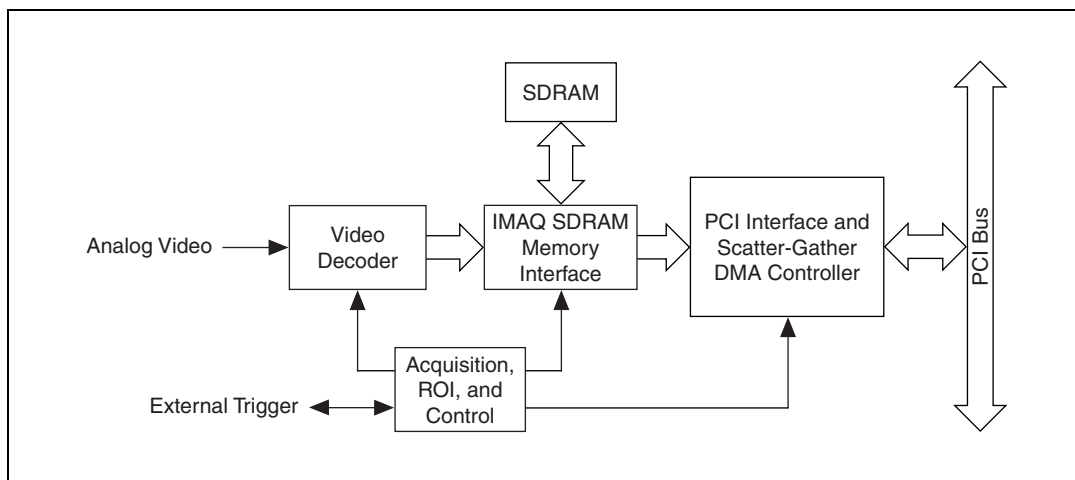 SDRAM
Analog Video
Video
Decoder
IMAQ SDRAM
Memory
Interface
PCI Interface and
Scatter-Gather
DMA Controller
PCI Bus
External Trigger
Acquisition,
ROI, and
Control